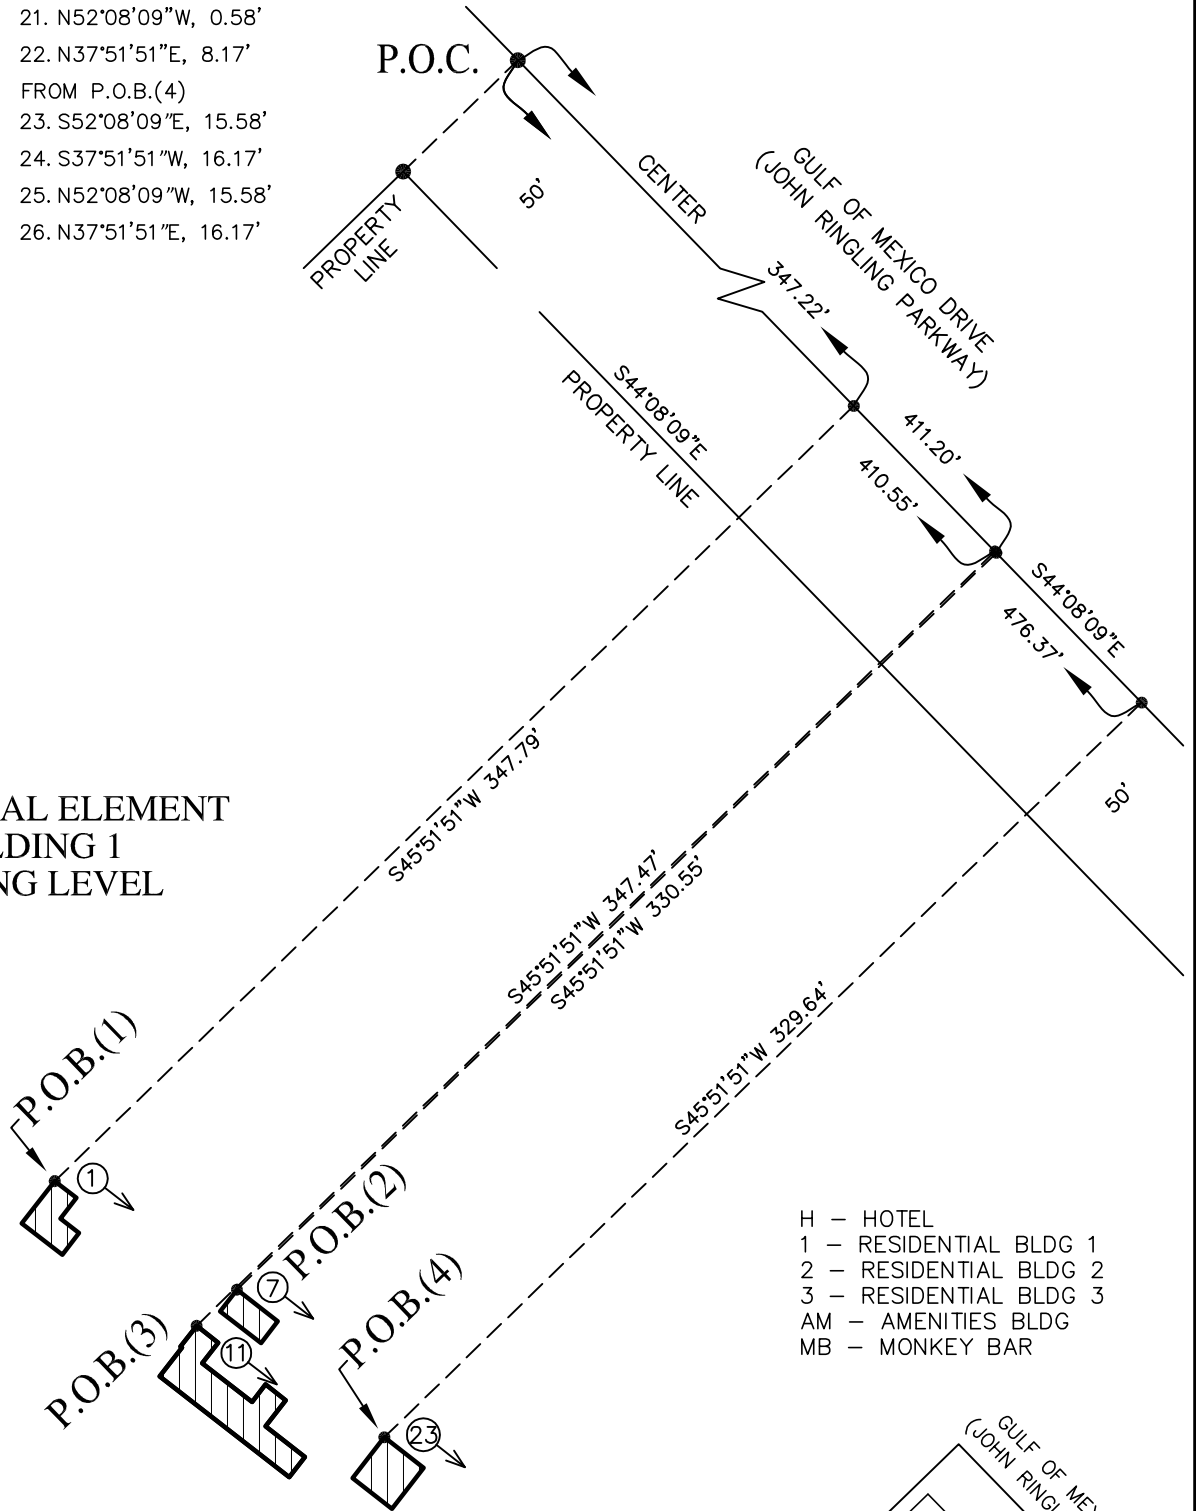 21. N52°08'09"W, 0.58'
22. N37°51'51"E, 8.17'
FROM P.O.B.(4)
23. S52°08'09"E, 15.58'
24. S37°51'51"W, 16.17'
25. N52°08'09"W, 15.58'
26. N37°51'51"E, 16.17'
P.O.C.
50'
CENTER
GULF OF MEXICO DRIVE
(JOHN RINGLING PARKWAY)
PROPERTY
LINE
347.22'
S44°08'09"E
PROPERTY LINE
411.20'
410.55'
S44°08'09"E
476.37'
50'
S45°51'51"W 347.79'
AL ELEMENT
LDING 1
NG LEVEL
S45°51'51"W 347.47'
S45°51'51"W 330.55'
S45°51'51"W 329.64'
P.O.B.(1)
1
P.O.B.(2)
7
P.O.B.(3)
11
P.O.B.(4)
23
H – HOTEL
1 – RESIDENTIAL BLDG 1
2 – RESIDENTIAL BLDG 2
3 – RESIDENTIAL BLDG 3
AM – AMENITIES BLDG
MB – MONKEY BAR
GULF OF MEX
(JOHN RINGL